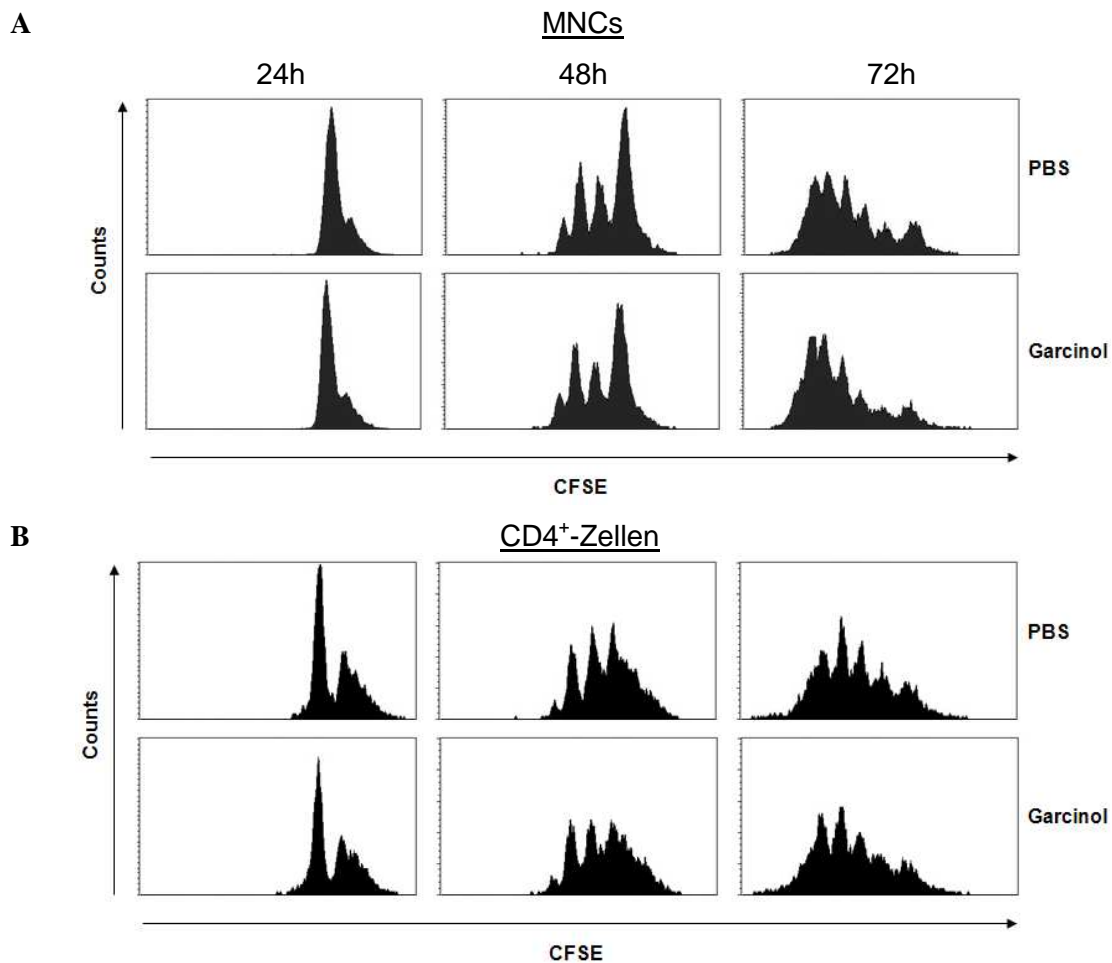 A
MNCs
24h 48h 72h
PBS
Counts
Garcinol
CFSE
B
CD4⁺-Zellen
PBS
Counts
Garcinol
CFSE